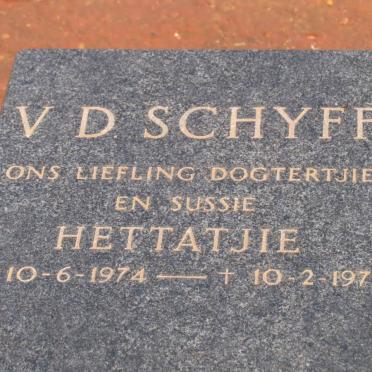 V D SCHYFF
ONS LIEFLING DOGTERTJIE
EN SUSSIE
HETTATJIE
10-6-1974 — † 10-2-197